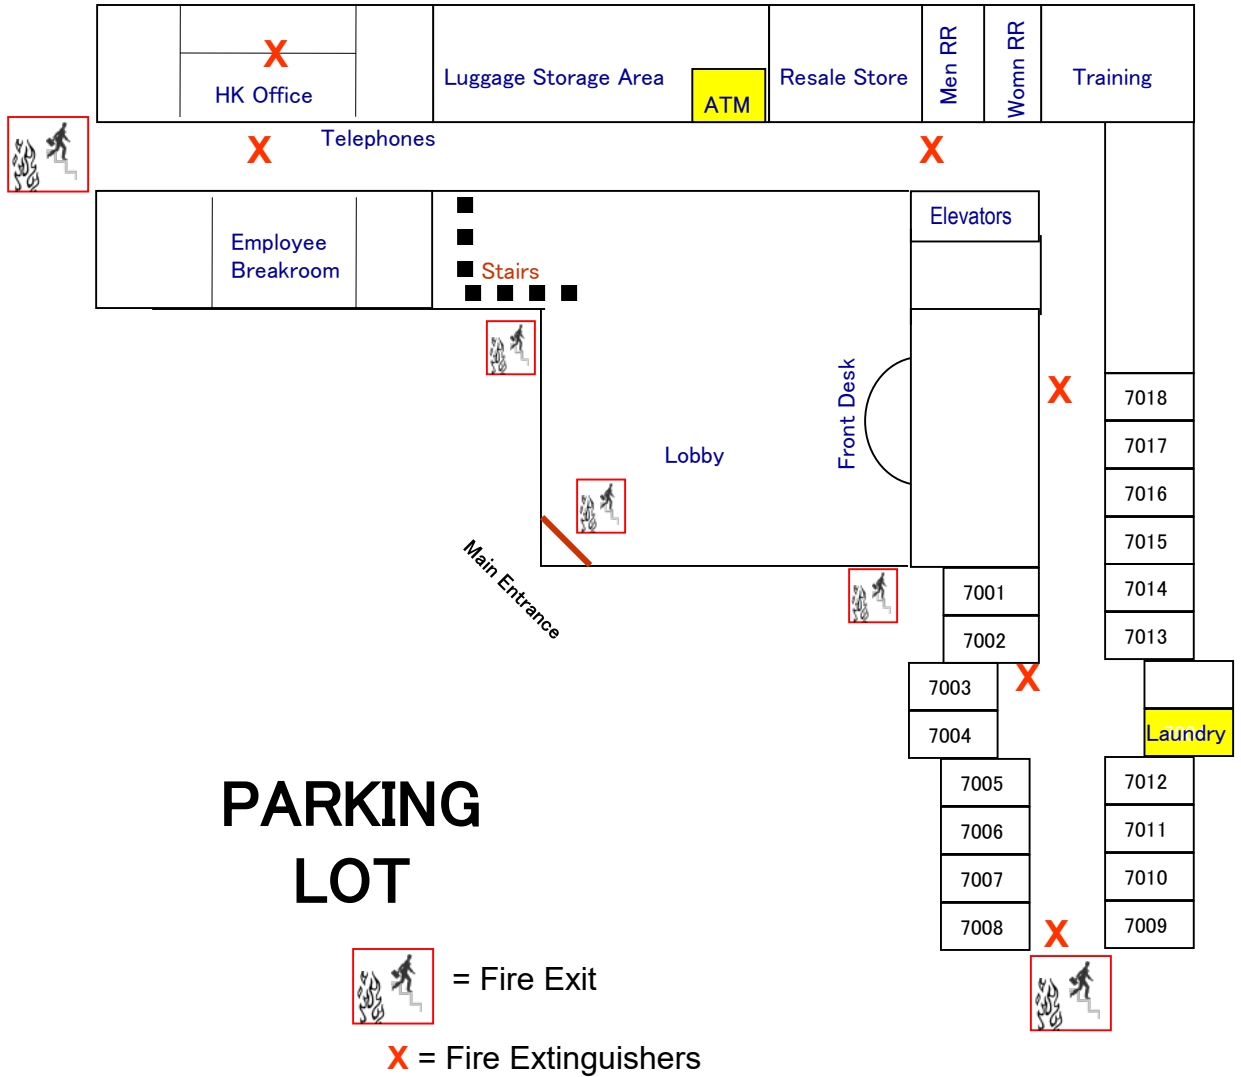 HK Office
Luggage Storage Area
ATM
Resale Store
Men RR
Womn RR
Training
X
X
Telephones
X
Employee
Breakroom
Stairs
Elevators
Front Desk
Lobby
Main Entrance
X
7018
7017
7016
7015
7014
7013
7001
7002
X
7003
7004
Laundry
7005
7006
7007
7008
7012
7011
7010
7009
X
PARKING
LOT
= Fire Exit
X = Fire Extinguishers